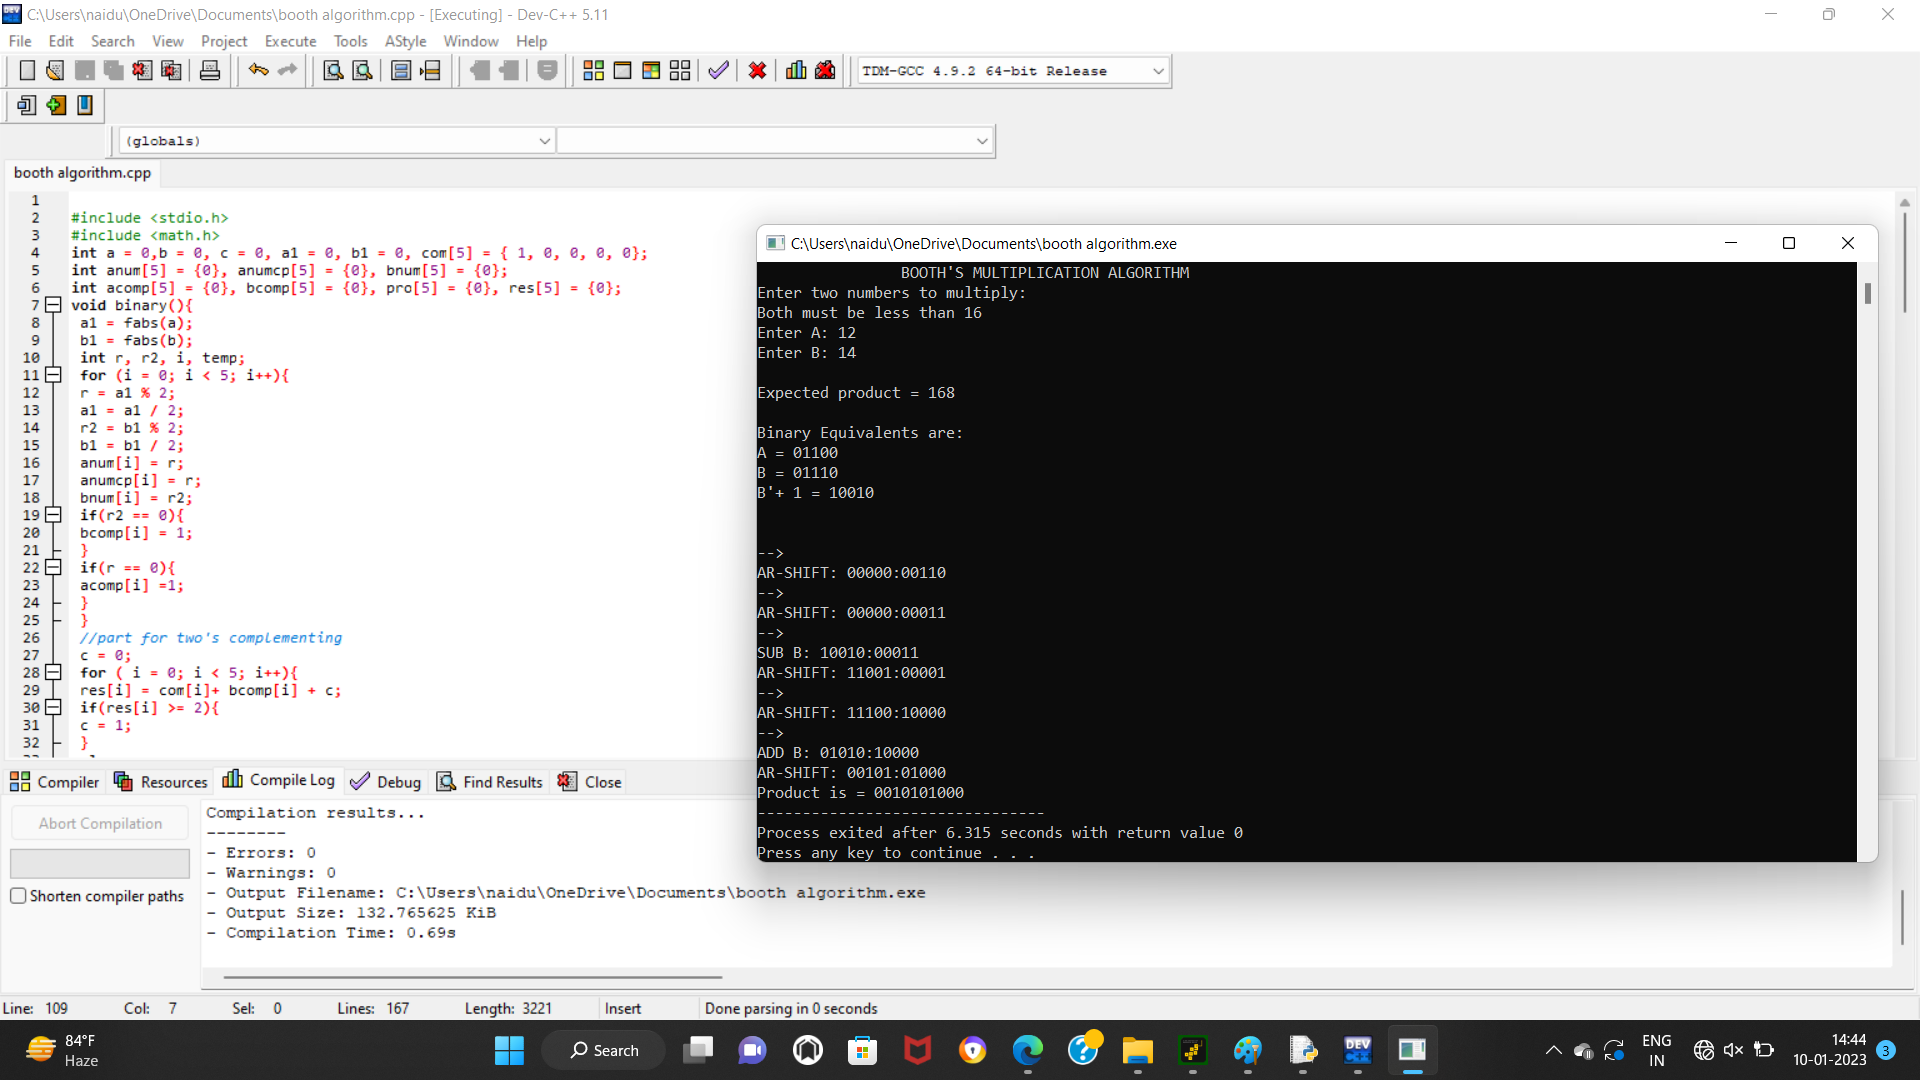 C:\Users\naidu\OneDrive\Documents\booth algorithm.cpp - [Executing] - Dev-C++ 5.11
File Edit Search View Project Execute Tools AStyle Window Help
TDM-GCC 4.9.2 64-bit Release
(globals)
booth algorithm.cpp
1
2 #include <stdio.h>
3 #include <math.h>
4 int a = 0,b = 0, c = 0, a1 = 0, b1 = 0, com[5] = { 1, 0, 0, 0, 0};
5 int anum[5] = {0}, anumcp[5] = {0}, bnum[5] = {0};
6 int acomp[5] = {0}, bcomp[5] = {0}, pro[5] = {0}, res[5] = {0};
7 void binary(){
8 a1 = fabs(a);
9 b1 = fabs(b);
10 int r, r2, i, temp;
11 for (i = 0; i < 5; i++){
12 r = a1 % 2;
13 a1 = a1 / 2;
14 r2 = b1 % 2;
15 b1 = b1 / 2;
16 anum[i] = r;
17 anumcp[i] = r;
18 bnum[i] = r2;
19 if(r2 == 0){
20 bcomp[i] = 1;
21 }
22 if(r == 0){
23 acomp[i] =1;
24 }
25 }
26 //part for two's complementing
27 c = 0;
28 for ( i = 0; i < 5; i++){
29 res[i] = com[i]+ bcomp[i] + c;
30 if(res[i] >= 2){
31 c = 1;
32 }
C:\Users\naidu\OneDrive\Documents\booth algorithm.exe
BOOTH'S MULTIPLICATION ALGORITHM
Enter two numbers to multiply:
Both must be less than 16
Enter A: 12
Enter B: 14
Expected product = 168
Binary Equivalents are:
A = 01100
B = 01110
B'+ 1 = 10010
-->
AR-SHIFT: 00000:00110
-->
AR-SHIFT: 00000:00011
-->
SUB B: 10010:00011
AR-SHIFT: 11001:00001
-->
AR-SHIFT: 11100:10000
-->
ADD B: 01010:10000
AR-SHIFT: 00101:01000
Product is = 0010101000
--------------------------------
Process exited after 6.315 seconds with return value 0
Press any key to continue . . .
Compiler Resources Compile Log Debug Find Results Close
Abort Compilation
Shorten compiler paths
Compilation results...
--------
- Errors: 0
- Warnings: 0
- Output Filename: C:\Users\naidu\OneDrive\Documents\booth algorithm.exe
- Output Size: 132.765625 KiB
- Compilation Time: 0.69s
Line: 109 Col: 7 Sel: 0 Lines: 167 Length: 3221 Insert Done parsing in 0 seconds
84°F
Haze
Search
DEV
C++
ENG
IN
14:44
10-01-2023
3